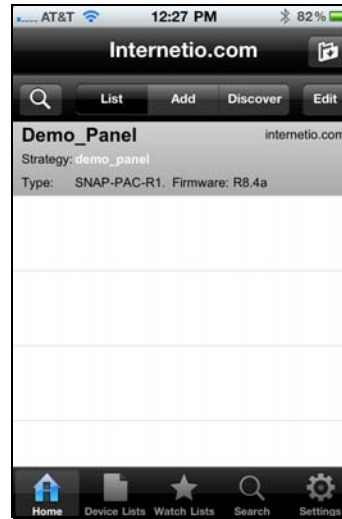 AT&T 12:27 PM 82%
Internetio.com
List Add Discover Edit
Demo_Panel internetio.com
Strategy: demo_panel
Type: SNAP-PAC-R1. Firmware: R8.4a
Home Device Lists Watch Lists Search Settings